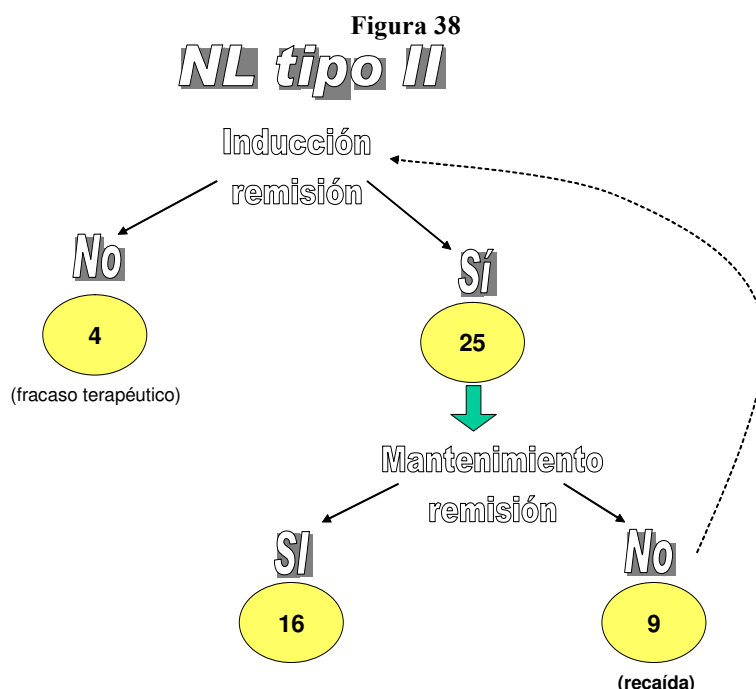 Figura 38
NL tipo II
Inducción
remisión
No
Sí
4
25
(fracaso terapéutico)
Mantenimiento
remisión
SI
No
16
9
(recaída)